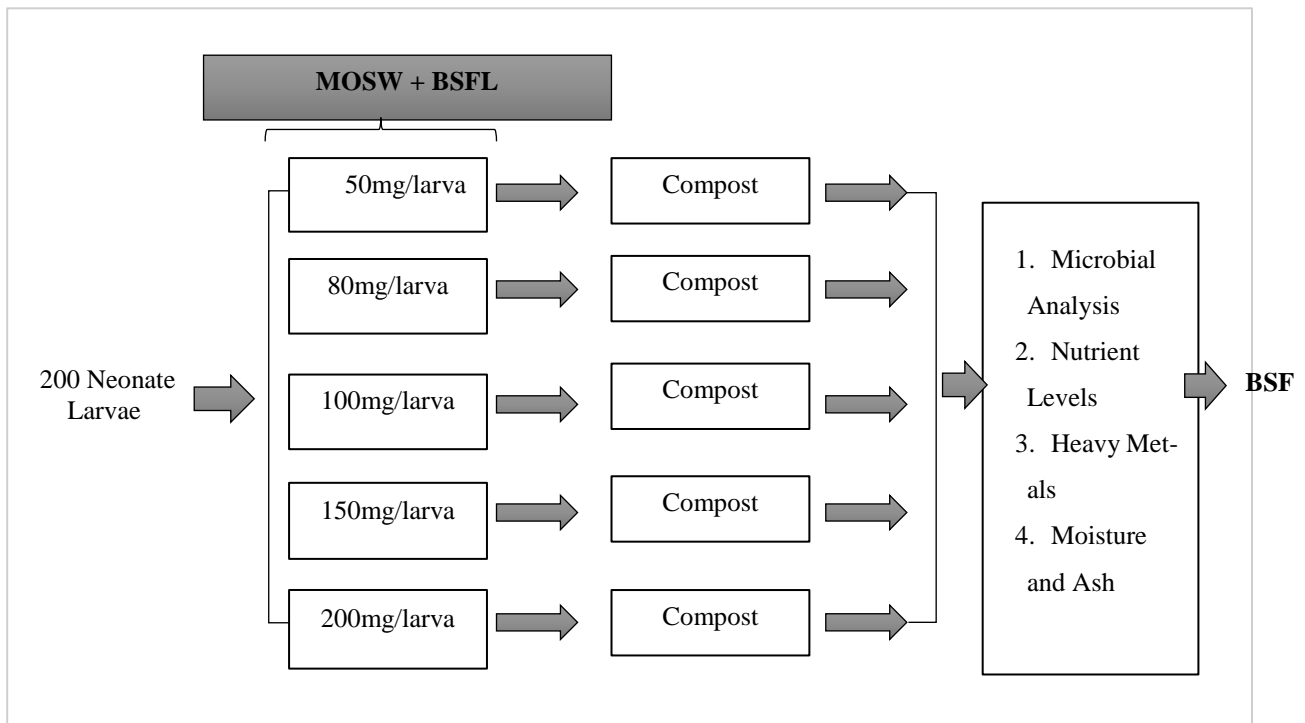 MOSW + BSFL
50mg/larva
Compost
80mg/larva
Compost
200 Neonate
Larvae
100mg/larva
Compost
150mg/larva
Compost
200mg/larva
Compost
1. Microbial
Analysis
2. Nutrient
Levels
3. Heavy Met-
als
4. Moisture
and Ash
BSF